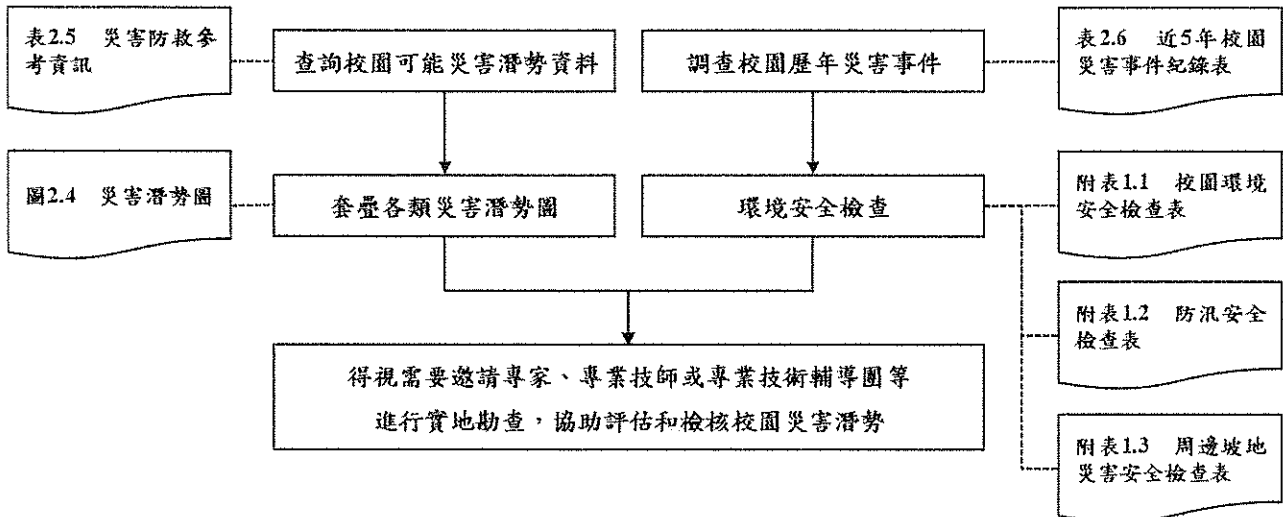 表2.5　災害防救參
考資訊
查詢校園可能災害潛勢資料
調查校園歷年災害事件
表2.6　近5年校園
災害事件紀錄表
圖2.4　災害潛勢圖
套疊各類災害潛勢圖
環境安全檢查
附表1.1　校園環境
安全檢查表
附表1.2　防汛安全
檢查表
得視需要邀請專家、專業技師或專業技術輔導團等
進行實地勘查，協助評估和檢核校園災害潛勢
附表1.3　周邊坡地
災害安全檢查表